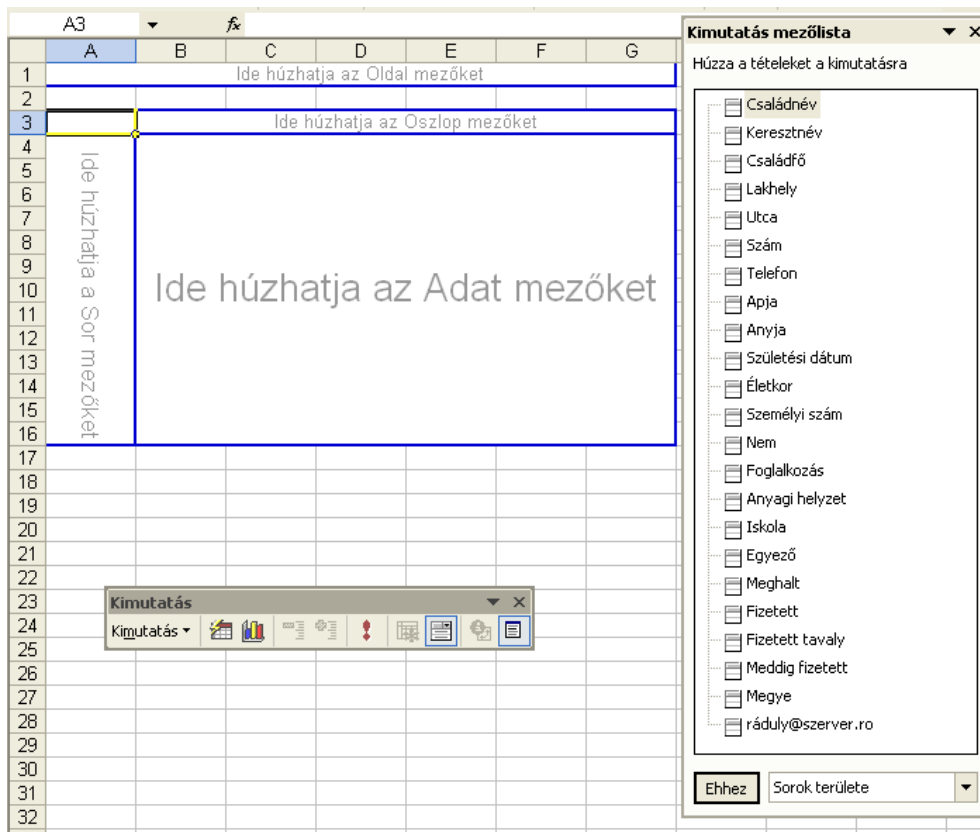 A3
fx
A B C D E F G
1
Ide húzhatja az Oldal mezőket
2
3
Ide húzhatja az Oszlop mezőket
4
5
6
7
8
9
10
11
12
13
14
15
16
Ide húzhatja a Sor mezőket
Ide húzhatja az Adat mezőket
17
18
19
20
21
22
23
24
25
26
27
28
29
30
31
32
Kimutatás
Kimutatás
Kimutatás mezőlista
Húzza a tételeket a kimutatásra
Családnév
Keresztnév
Családfő
Lakhely
Utca
Szám
Telefon
Apja
Anyja
Születési dátum
Életkor
Személyi szám
Nem
Foglalkozás
Anyagi helyzet
Iskola
Egyező
Meghalt
Fizetett
Fizetett tavaly
Meddig fizetett
Megye
ráduly@szerver.ro
Ehhez
Sorok területe